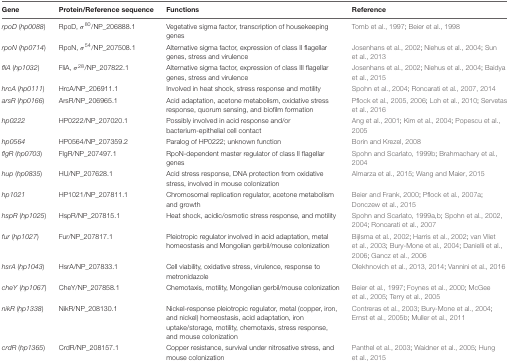 Gene Protein/Reference sequence Functions Reference
rpoD (hp0088) RpoD, σ80/NP_206888.1 Vegetative sigma factor, transcription of housekeeping Tomb et al., 1997; Beier et al., 1998
genes
rpoN (hp0714) RpoN, σ54/NP_207508.1 Alternative sigma factor, expression of class II flagellar Josenhans et al., 2002; Niehus et al., 2004; Sun
genes, stress and virulence et al., 2013
fliA (hp1032) FliA, σ28/NP_207822.1 Alternative sigma factor, expression of class III flagellar Josenhans et al., 2002; Niehus et al., 2004; Baidya
genes, stress and virulence et al., 2015
hrcA (hp0111) HrcA/NP_206911.1 Involved in heat shock, stress response and motility Spohn et al., 2004; Roncarati et al., 2007, 2014
arsR (hp0166) ArsR/NP_206965.1 Acid adaptation, acetone metabolism, oxidative stress Pflock et al., 2005, 2006; Loh et al., 2010; Servetas
response, quorum sensing, and biofilm formation et al., 2016
hp0222 HP0222/NP_207020.1 Possibly involved in acid response and/or Ang et al., 2001; Kim et al., 2004; Popescu et al.,
bacterium-epithelial cell contact 2005
hp0564 HP0564/NP_207359.2 Paralog of HP0222; unknown function Borin and Krezel, 2008
flgR (hp0703) FlgR/NP_207497.1 RpoN-dependent master regulator of class II flagellar Spohn and Scarlato, 1999b; Brahmachary et al.,
genes 2004
hup (hp0835) HU/NP_207628.1 Acid stress response, DNA protection from oxidative Almarza et al., 2015; Wang and Maier, 2015
stress, involved in mouse colonization
hp1021 HP1021/NP_207811.1 Chromosomal replication regulator, acetone metabolism Beier and Frank, 2000; Pflock et al., 2007a;
and growth Donczew et al., 2015
hspR (hp1025) HspR/NP_207815.1 Heat shock, acidic/osmotic stress response, and motility Spohn and Scarlato, 1999a,b; Spohn et al., 2002,
2004; Roncarati et al., 2007
fur (hp1027) Fur/NP_207817.1 Pleiotropic regulator involved in acid adaptation, metal Bijlsma et al., 2002; Harris et al., 2002; van Vliet
homeostasis and Mongolian gerbil/mouse colonization et al., 2003; Bury-Mone et al., 2004; Danielli et al.,
2006; Gancz et al., 2006
hsrA (hp1043) HsrA/NP_207833.1 Cell viability, oxidative stress, virulence, response to Olekhnovich et al., 2013, 2014; Vannini et al., 2016
metronidazole
cheY (hp1067) CheY/NP_207858.1 Chemotaxis, motility, Mongolian gerbil/mouse colonization Beier et al., 1997; Foynes et al., 2000; McGee
et al., 2005; Terry et al., 2005
nikR (hp1338) NikR/NP_208130.1 Nickel-response pleiotropic regulator, metal (copper, iron, Contreras et al., 2003; Bury-Mone et al., 2004;
and nickel) homeostasis, acid adaptation, iron Ernst et al., 2005b; Muller et al., 2011
uptake/storage, motility, chemotaxis, stress response,
and mouse colonization
crdR (hp1365) CrdR/NP_208157.1 Copper resistance, survival under nitrosative stress, and Panthel et al., 2003; Waidner et al., 2005; Hung
mouse colonization et al., 2015